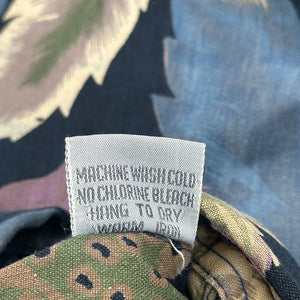 MACHINE WASH COLD
NO CHLORINE BLEACH
HANG TO DRY
WARM IRON